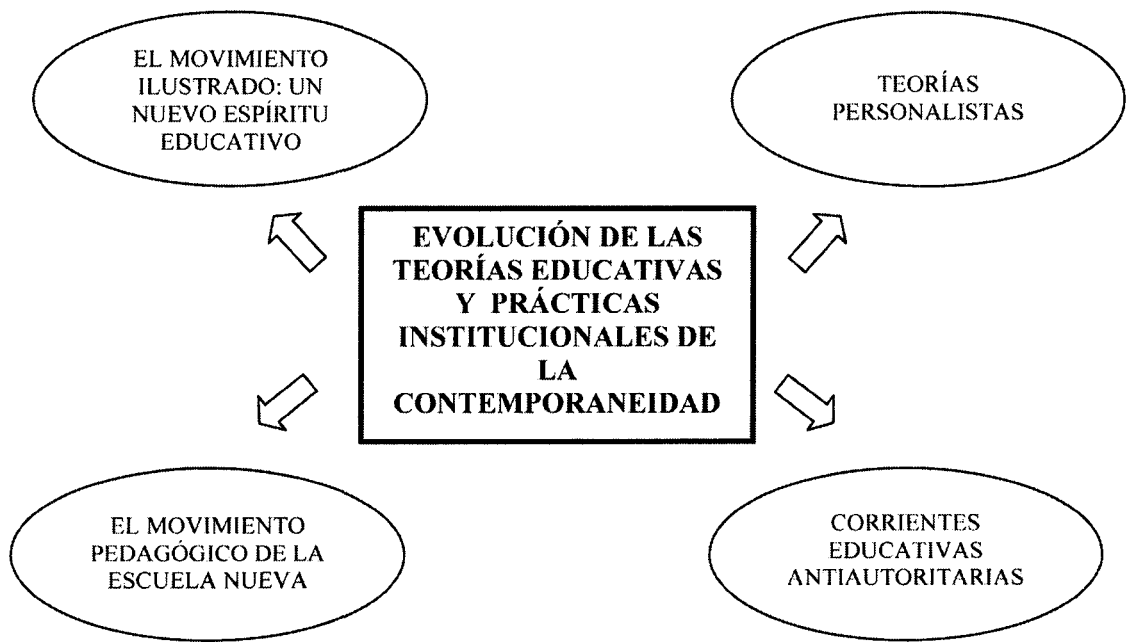 EL MOVIMIENTO
ILUSTRADO: UN
NUEVO ESPÍRITU
EDUCATIVO
TEORÍAS
PERSONALISTAS
EVOLUCIÓN DE LAS
TEORÍAS EDUCATIVAS
Y PRÁCTICAS
INSTITUCIONALES DE
LA
CONTEMPORANEIDAD
EL MOVIMIENTO
PEDAGÓGICO DE LA
ESCUELA NUEVA
CORRIENTES
EDUCATIVAS
ANTIAUTORITARIAS